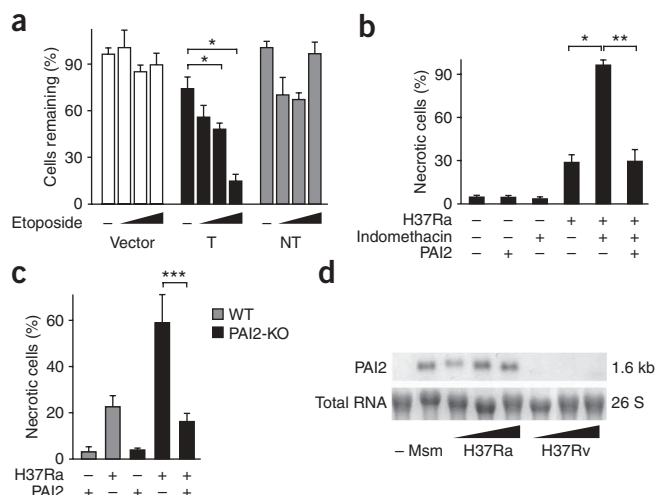 a
Cells remaining (%)
90
60
30
0
*
*
Etoposide
– – –
Vector T NT
b
Necrotic cells (%)
90
60
30
0
* **
H37Ra – – – + + +
Indomethacin – – + – + +
PAI2 – + – – – +
c
Necrotic cells (%)
60
40
20
0
***
WT
PAI2-KO
H37Ra – + – + +
PAI2 + – + – +
d
PAI2 1.6 kb
Total RNA 26 S
– Msm H37Ra H37Rv